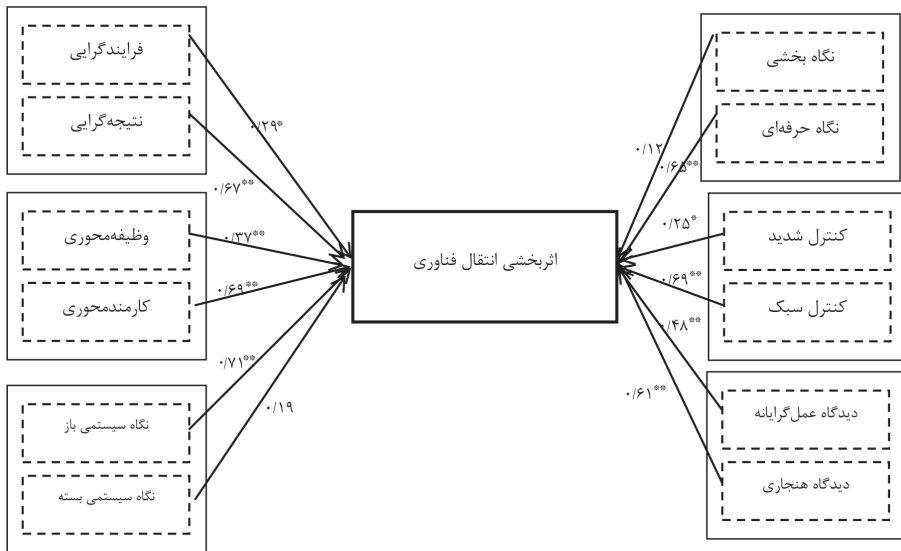 نگاه بخشی
فرایندگرایی
نگاه حرفه‌ای
نتیجه‌گرایی
۰/۱۲
۰/۲۹*
۰/۶۵**
۰/۶۷**
کنترل شدید
وظیفه‌محوری
۰/۲۵*
۰/۳۷**
اثربخشی انتقال فناوری
کنترل سبک
کارمندمحوری
۰/۶۹**
۰/۶۹**
۰/۴۸**
۰/۷۱**
۰/۶۱**
۰/۱۹
دیدگاه عمل‌گرایانه
نگاه سیستمی باز
دیدگاه هنجاری
نگاه سیستمی بسته